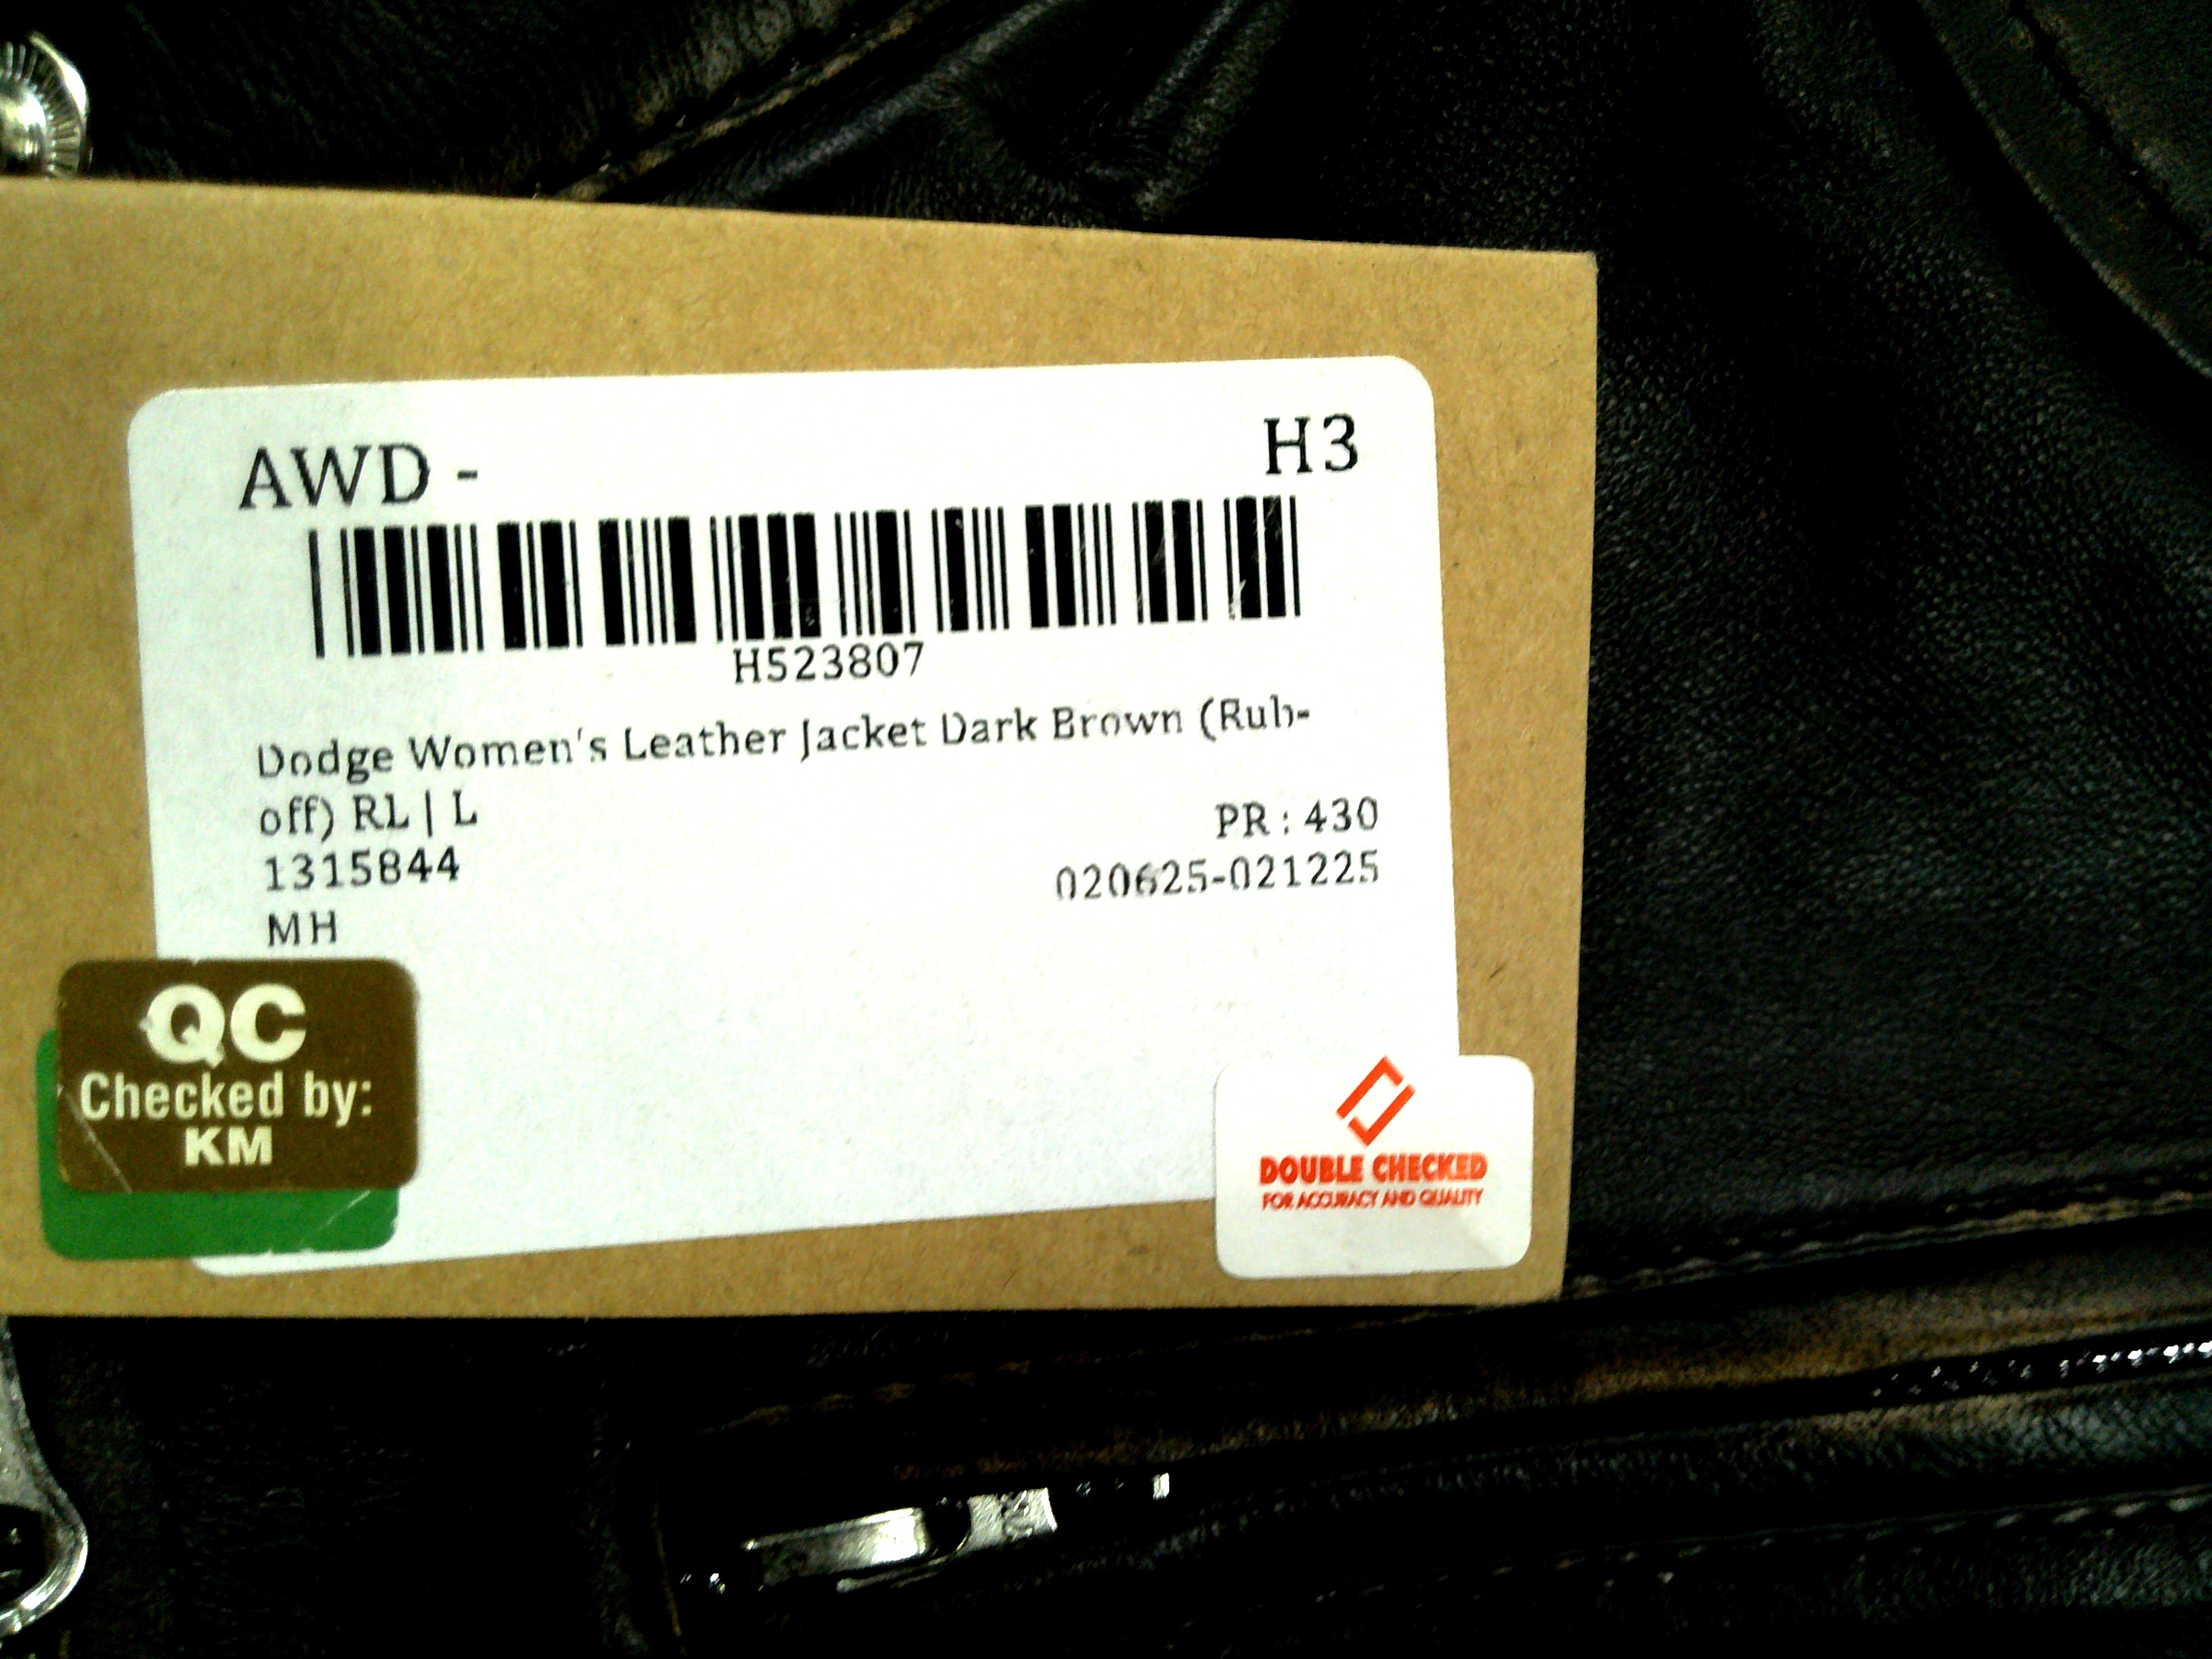 AWD - H3
H523807
Dodge Women's Leather Jacket Dark Brown (Rub-
off) RL | L PR : 430
1315844 020625-021225
MH
QC
Checked by:
KM
DOUBLE CHECKED
FOR ACCURACY AND QUALITY